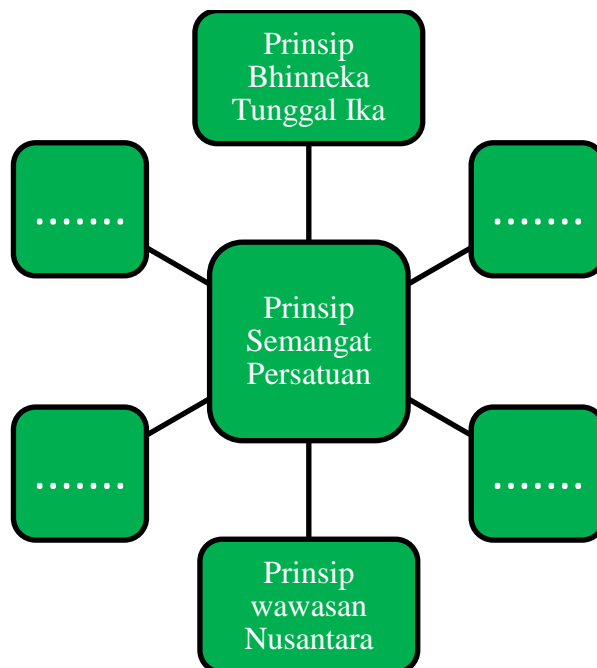 Prinsip
Bhinneka
Tunggal Ika
.......
.......
Prinsip
Semangat
Persatuan
.......
.......
Prinsip
wawasan
Nusantara